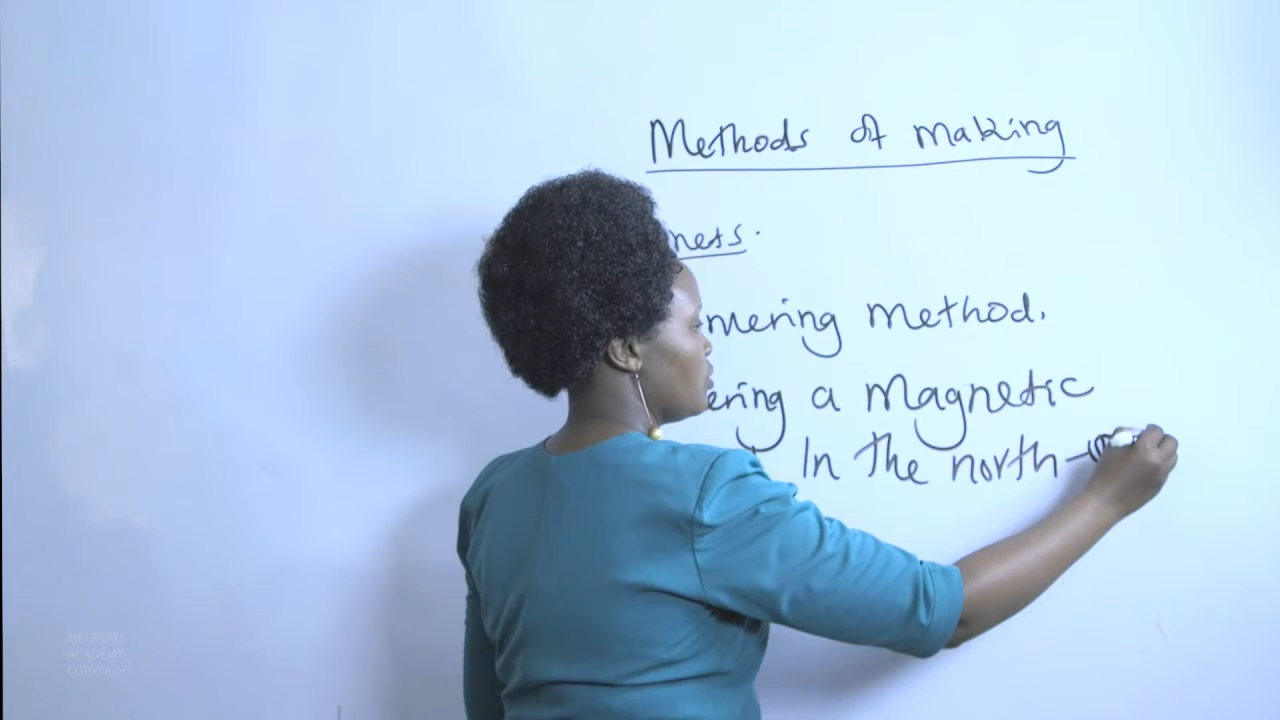 Methods of making
nets.
mering method.
ering a magnetic
In the north-
MEERKATS
ACADEMY
COPYRIGHT